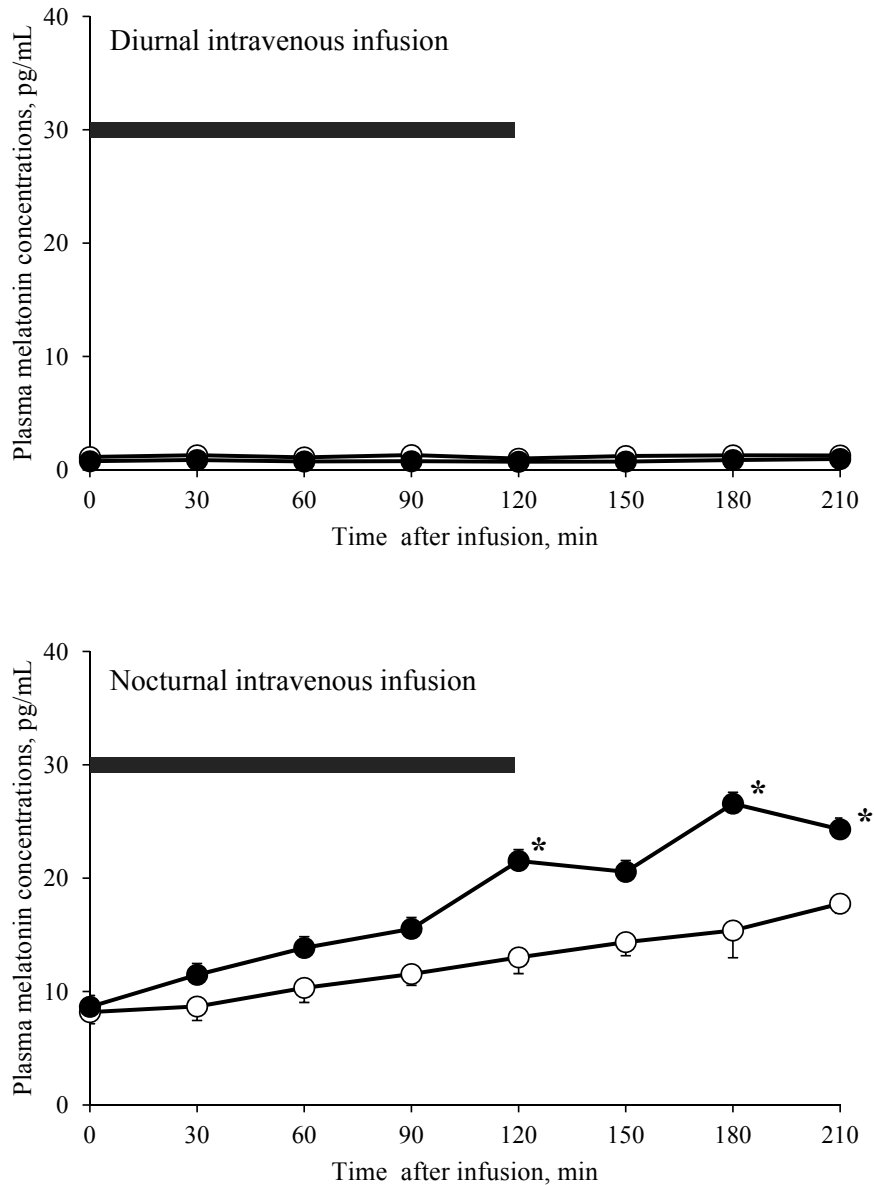 Plasma melatonin concentrations, pg/mL
Diurnal intravenous infusion
40
30
20
10
0
0 30 60 90 120 150 180 210
Time after infusion, min
Plasma melatonin concentrations, pg/mL
Nocturnal intravenous infusion
40
30
20
10
0
* * *
0 30 60 90 120 150 180 210
Time after infusion, min